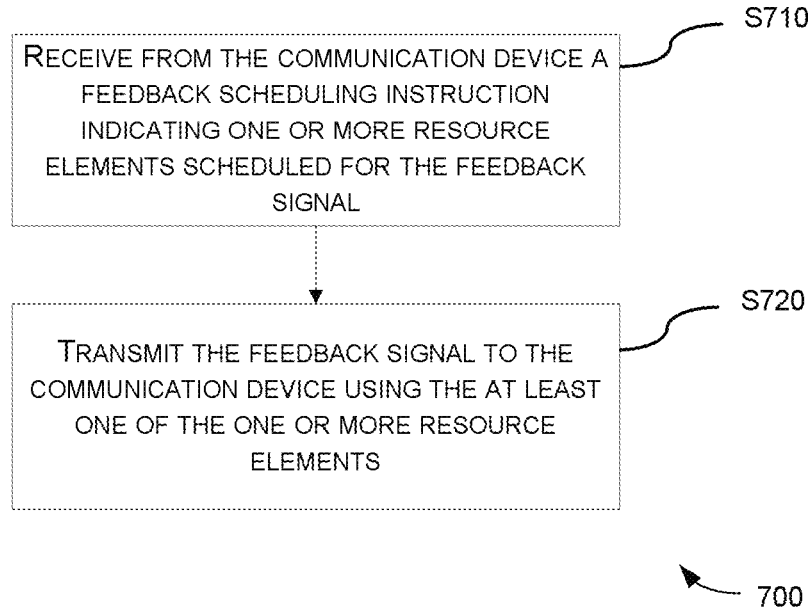 S710
RECEIVE FROM THE COMMUNICATION DEVICE A
FEEDBACK SCHEDULING INSTRUCTION
INDICATING ONE OR MORE RESOURCE
ELEMENTS SCHEDULED FOR THE FEEDBACK
SIGNAL
S720
TRANSMIT THE FEEDBACK SIGNAL TO THE
COMMUNICATION DEVICE USING THE AT LEAST
ONE OF THE ONE OR MORE RESOURCE
ELEMENTS
700